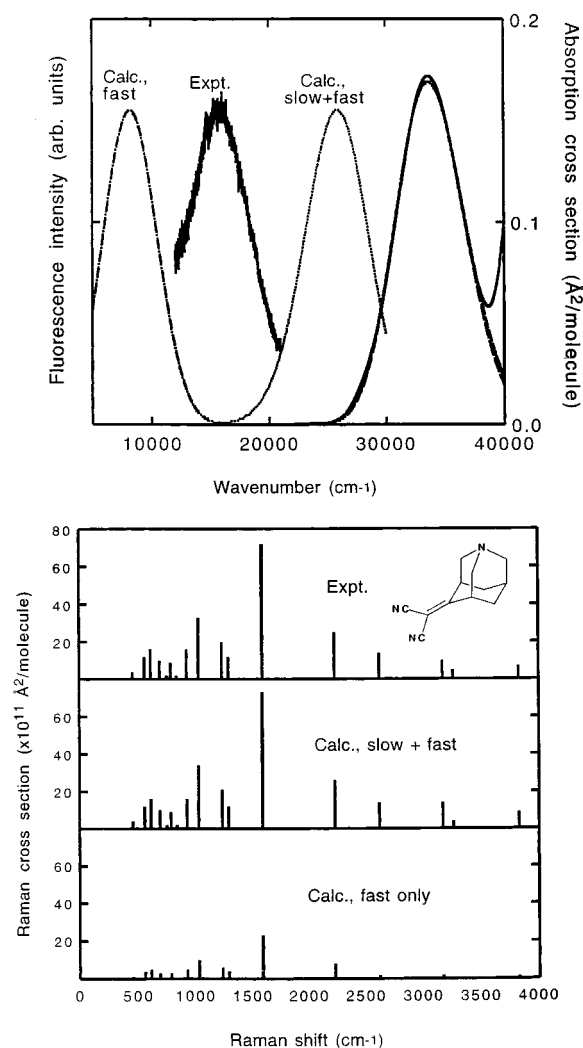 0.2
Calc.,
fast
Expt.
Calc.,
slow+fast
Fluorescence intensity (arb. units)
Absorption cross section (Å²/molecule)
0.1
0.0
10000 20000 30000 40000
Wavenumber (cm-1)
80
60
40
20
Expt.
N
NC
NC
60
40
20
Calc., slow + fast
60
40
20
Calc., fast only
Raman cross section (x10¹¹ Å²/molecule)
0 500 1000 1500 2000 2500 3000 3500 4000
Raman shift (cm-1)